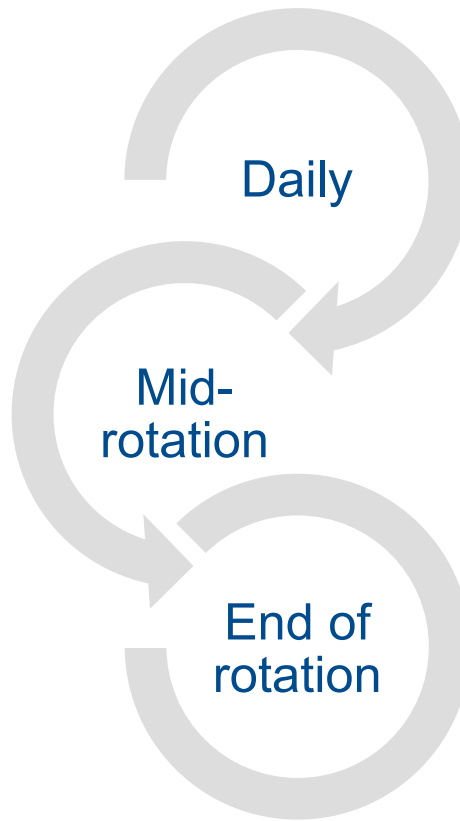 Daily
Mid-
rotation
End of
rotation